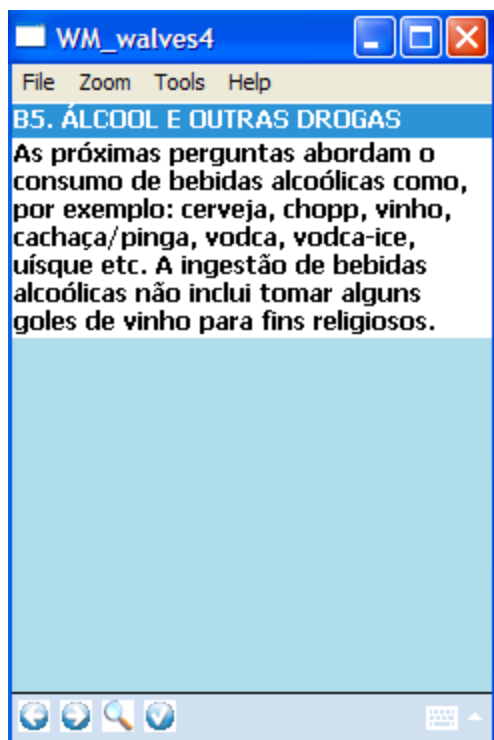 WM_walves4
File Zoom Tools Help
B5. ÁLCOOL E OUTRAS DROGAS
As próximas perguntas abordam o
consumo de bebidas alcoólicas como,
por exemplo: cerveja, chopp, vinho,
cachaça/pinga, vodca, vodca-ice,
uísque etc. A ingestão de bebidas
alcoólicas não inclui tomar alguns
goles de vinho para fins religiosos.